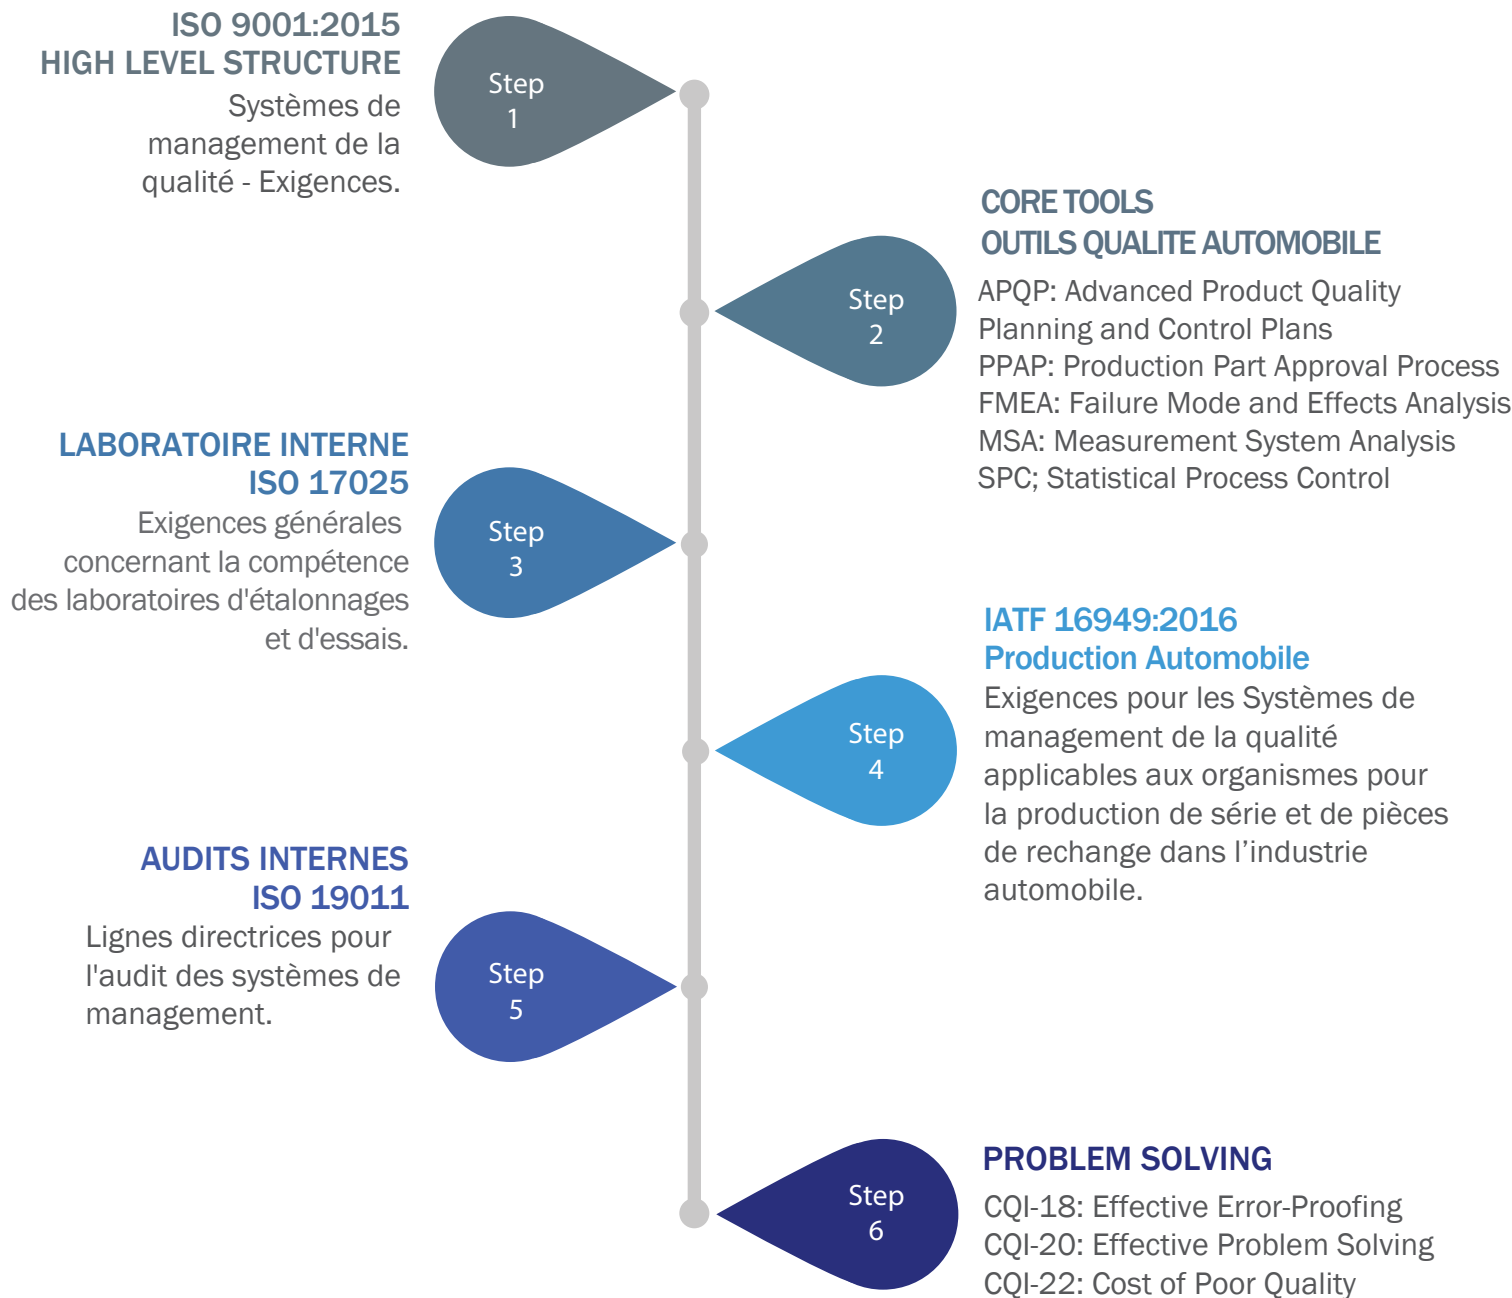 ISO 9001:2015
HIGH LEVEL STRUCTURE
Systèmes de
management de la
qualité - Exigences.
Step
1
CORE TOOLS
OUTILS QUALITE AUTOMOBILE
APQP: Advanced Product Quality
Planning and Control Plans
PPAP: Production Part Approval Process
FMEA: Failure Mode and Effects Analysis
MSA: Measurement System Analysis
SPC; Statistical Process Control
Step
2
LABORATOIRE INTERNE
ISO 17025
Exigences générales
concernant la compétence
des laboratoires d'étalonnages
et d'essais.
Step
3
IATF 16949:2016
Production Automobile
Exigences pour les Systèmes de
management de la qualité
applicables aux organismes pour
la production de série et de pièces
de rechange dans l’industrie
automobile.
Step
4
AUDITS INTERNES
ISO 19011
Lignes directrices pour
l'audit des systèmes de
management.
Step
5
PROBLEM SOLVING
CQI-18: Effective Error-Proofing
CQI-20: Effective Problem Solving
CQI-22: Cost of Poor Quality
Step
6